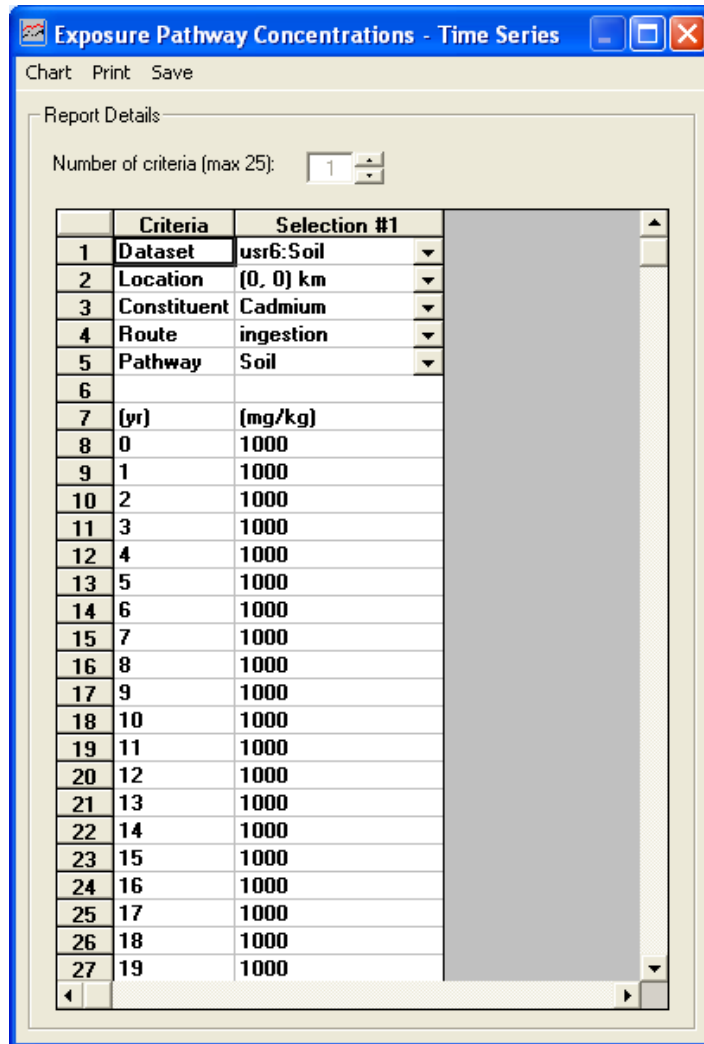 Exposure Pathway Concentrations - Time Series
Chart Print Save
Report Details
Number of criteria (max 25): 1
Criteria Selection #1
1 Dataset usr6:Soil
2 Location (0, 0) km
3 Constituent Cadmium
4 Route ingestion
5 Pathway Soil
6
7 (yr) (mg/kg)
8 0 1000
9 1 1000
10 2 1000
11 3 1000
12 4 1000
13 5 1000
14 6 1000
15 7 1000
16 8 1000
17 9 1000
18 10 1000
19 11 1000
20 12 1000
21 13 1000
22 14 1000
23 15 1000
24 16 1000
25 17 1000
26 18 1000
27 19 1000